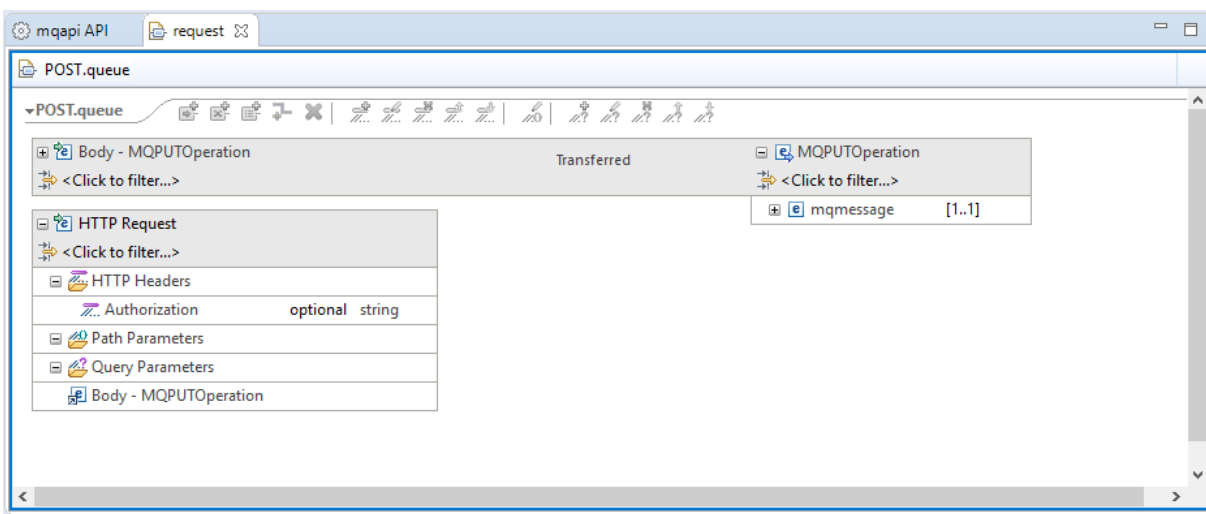 mqapi API
request
POST.queue
POST.queue
Body - MQPUTOperation
Transferred
MQPUTOperation
<Click to filter...>
<Click to filter...>
mqmessage [1..1]
HTTP Request
<Click to filter...>
HTTP Headers
Authorization optional string
Path Parameters
Query Parameters
Body - MQPUTOperation